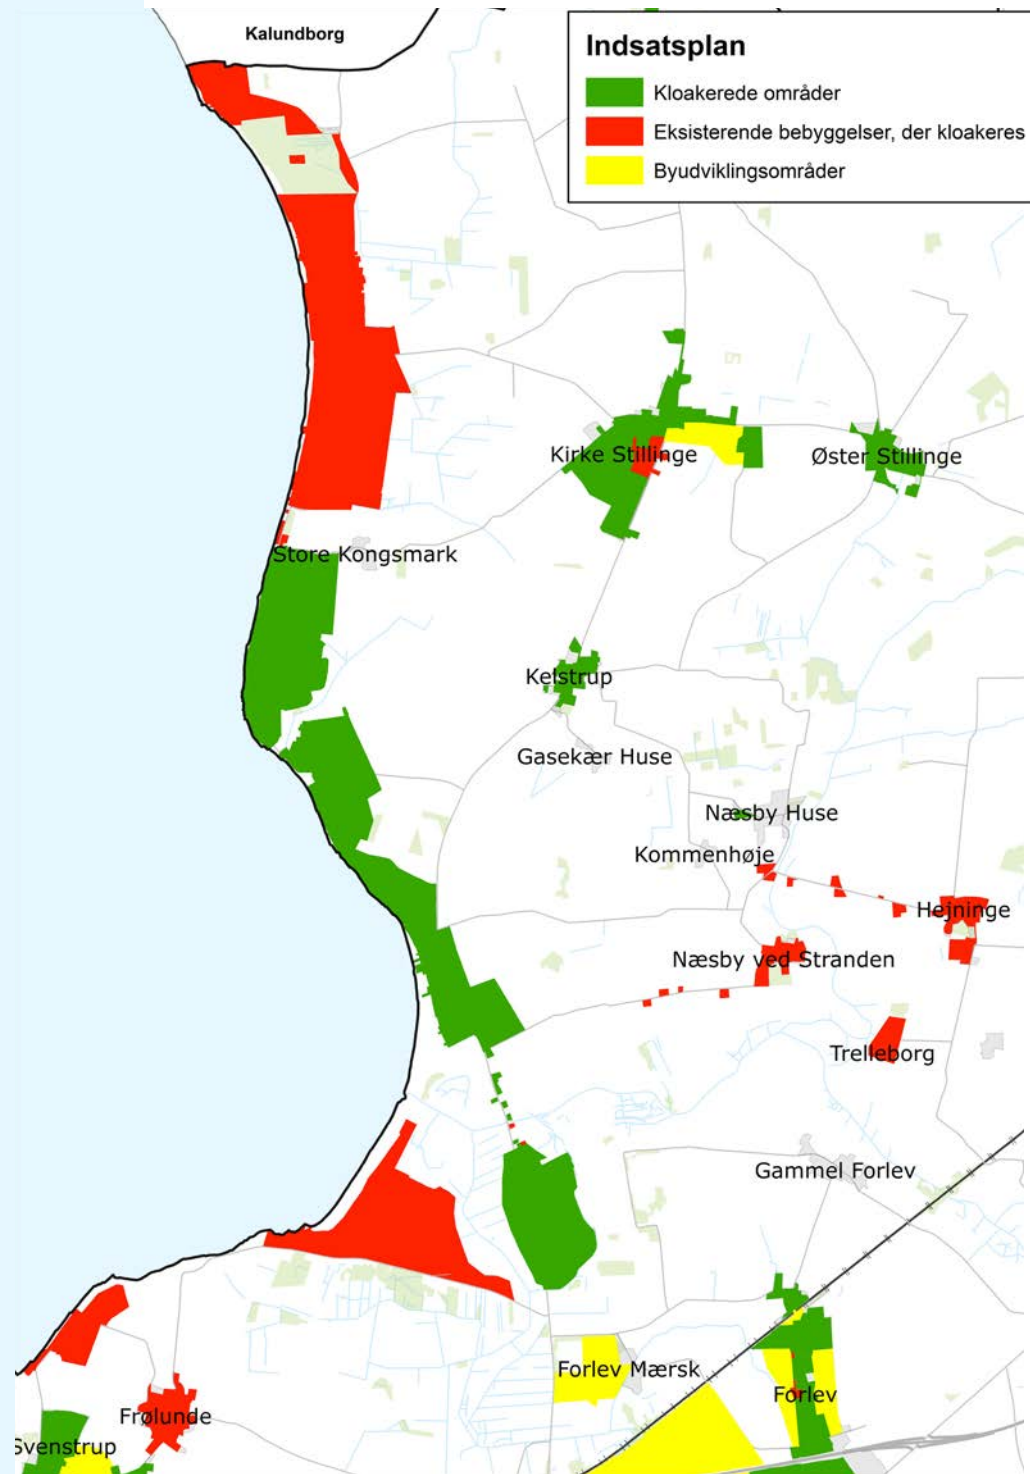 Kalundborg
Indsatsplan
Kloakerede områder
Eksisterende bebyggelser, der kloakeres
Byudviklingsområder
Kirke Stillinge
Øster Stillinge
Store Kongsmark
Kelstrup
Gasekær Huse
Næsby Huse
Kommenhøje
Hejninge
Næsby ved Stranden
Trelleborg
Gammel Forlev
Forlev Mærsk
Forlev
Frølunde
Svenstrup